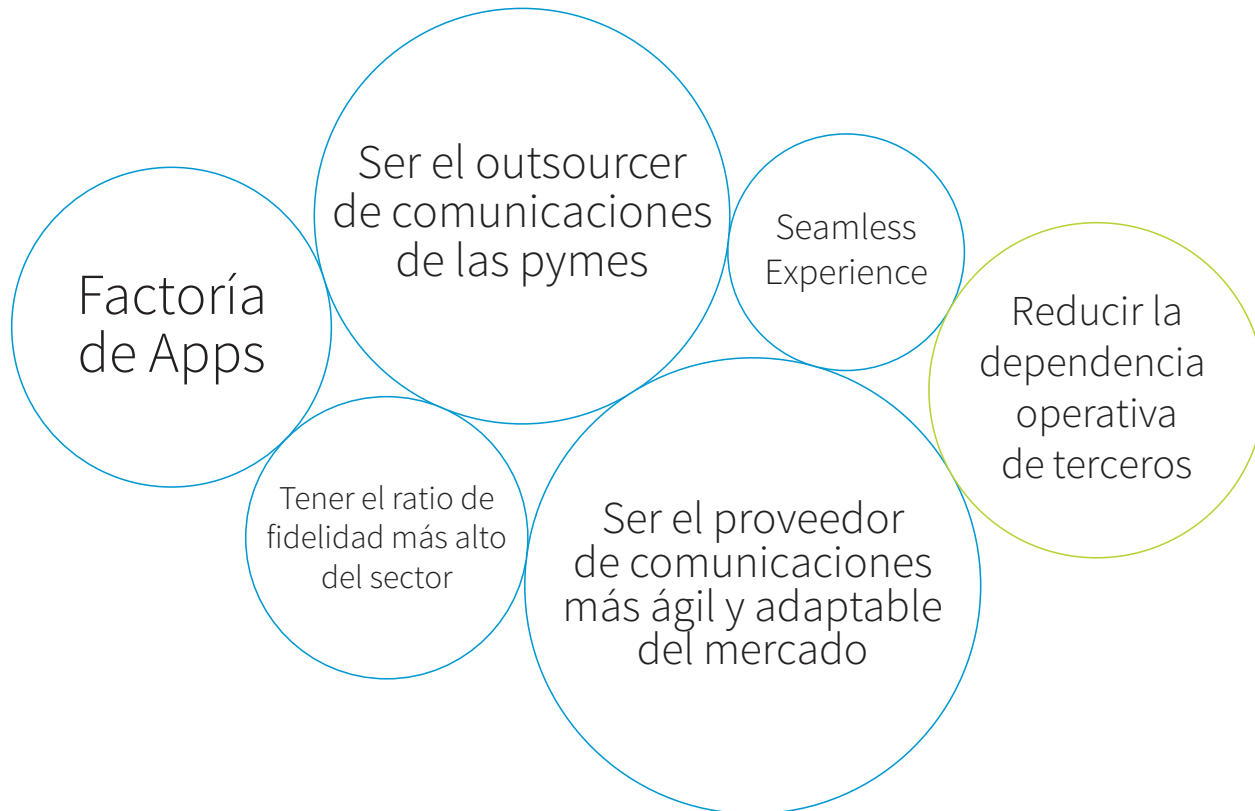 Factoría
de Apps
Ser el outsourcer
de comunicaciones
de las pymes
Seamless
Experience
Reducir la
dependencia
operativa
de terceros
Tener el ratio de
fidelidad más alto
del sector
Ser el proveedor
de comunicaciones
más ágil y adaptable
del mercado